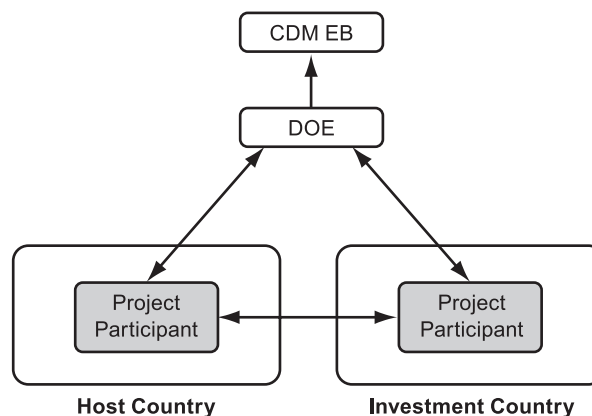 CDM EB
DOE
Project
Participant
Project
Participant
Host Country
Investment Country